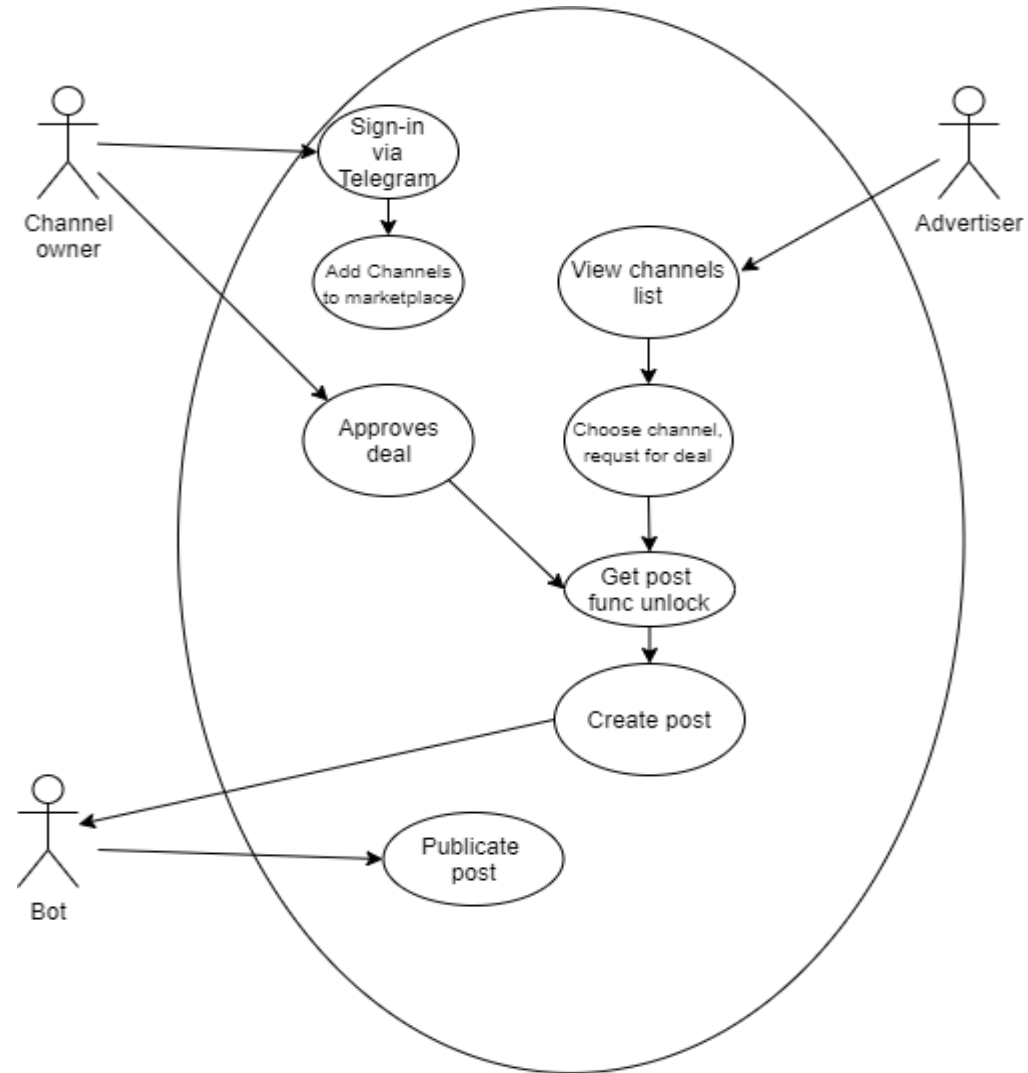 Sign-in
via
Telegram
Channel
owner
Advertiser
Add Channels
to marketplace
View channels
list
Approves
deal
Choose channel,
requst for deal
Get post
func unlock
Create post
Publicate
post
Bot